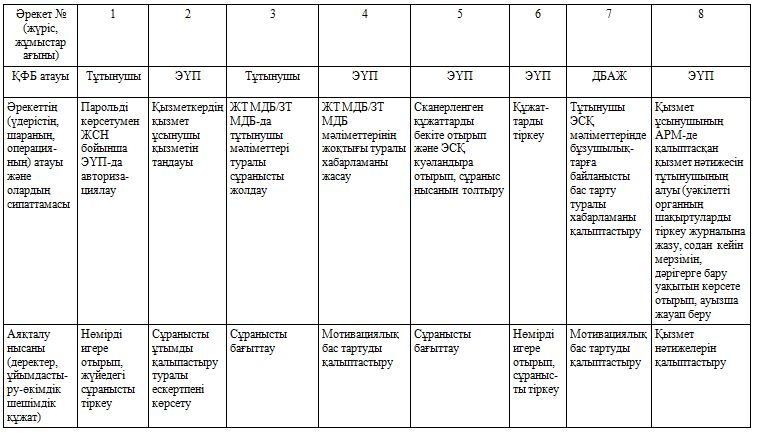 Әрекет №
(жүріс,
жұмыстар
ағыны)
1
2
3
4
5
6
7
8
ҚФБ атауы
Тұтынушы
ЭҮП
Тұтынушы
ЭҮП
ЭҮП
ЭҮП
ДБАЖ
ЭҮП
Әрекеттің
(үдерістің,
шараның,
операция-
ның) атауы
және
олардың
сипаттамасы
Парольді
көрсетумен
ЖСН
бойынша
ЭҮП-да
авториза-
циялау
Қызметкердің
қызмет
ұсынушы
қызметін
таңдауы
ЖТ МДБ/ЗТ
МДБ-да
тұтынушы
мәліметтері
туралы
сұранысты
жолдау
ЖТ МДБ/ЗТ
МДБ
мәліметтерінің
жоқтығы туралы
хабарламаны
жасау
Сканерленген
құжаттарды
бекіте отырып
және ЭСҚ
куәландыра
отырып, сұраныс
нысанын толтыру
Құжат-
тарды
тіркеу
Тұтынушы
ЭСҚ
мәліметтерінде
бұзушылық-
тарға
байланысты
бас тарту
туралы
хабарламаны
қалыптастыру
Қызмет
ұсынушының
АРМ-де
қалыптасқан
қызмет нәтижесін
тұтынушының
алуы (уәкілетті
органның
шақыртуларды
тіркеу журналына
жазу, содан кейін
мерзімін,
дәрігерге бару
уақытын көрсете
отырып, ауызша
жауап беру
Аяқталу
нысаны
(деректер,
ұйымдасты-
ру-өкімдік
шешімдік
құжат)
Нөмірді
игере
отырып,
жүйедегі
сұранысты
тіркеу
Сұранысты
ұтымды
қалыпастыру
туралы
ескертпені
көрсету
Сұранысты
бағыттау
Мотивациялық
бас тартуды
қалыптастыру
Сұранысты
бағыттау
Нөмірді
игере
отырып,
сұраныс-
ты тіркеу
Мотивациялық
бас тартуды
қалыптастыру
Қызмет
нәтижелерін
қалыптастыру